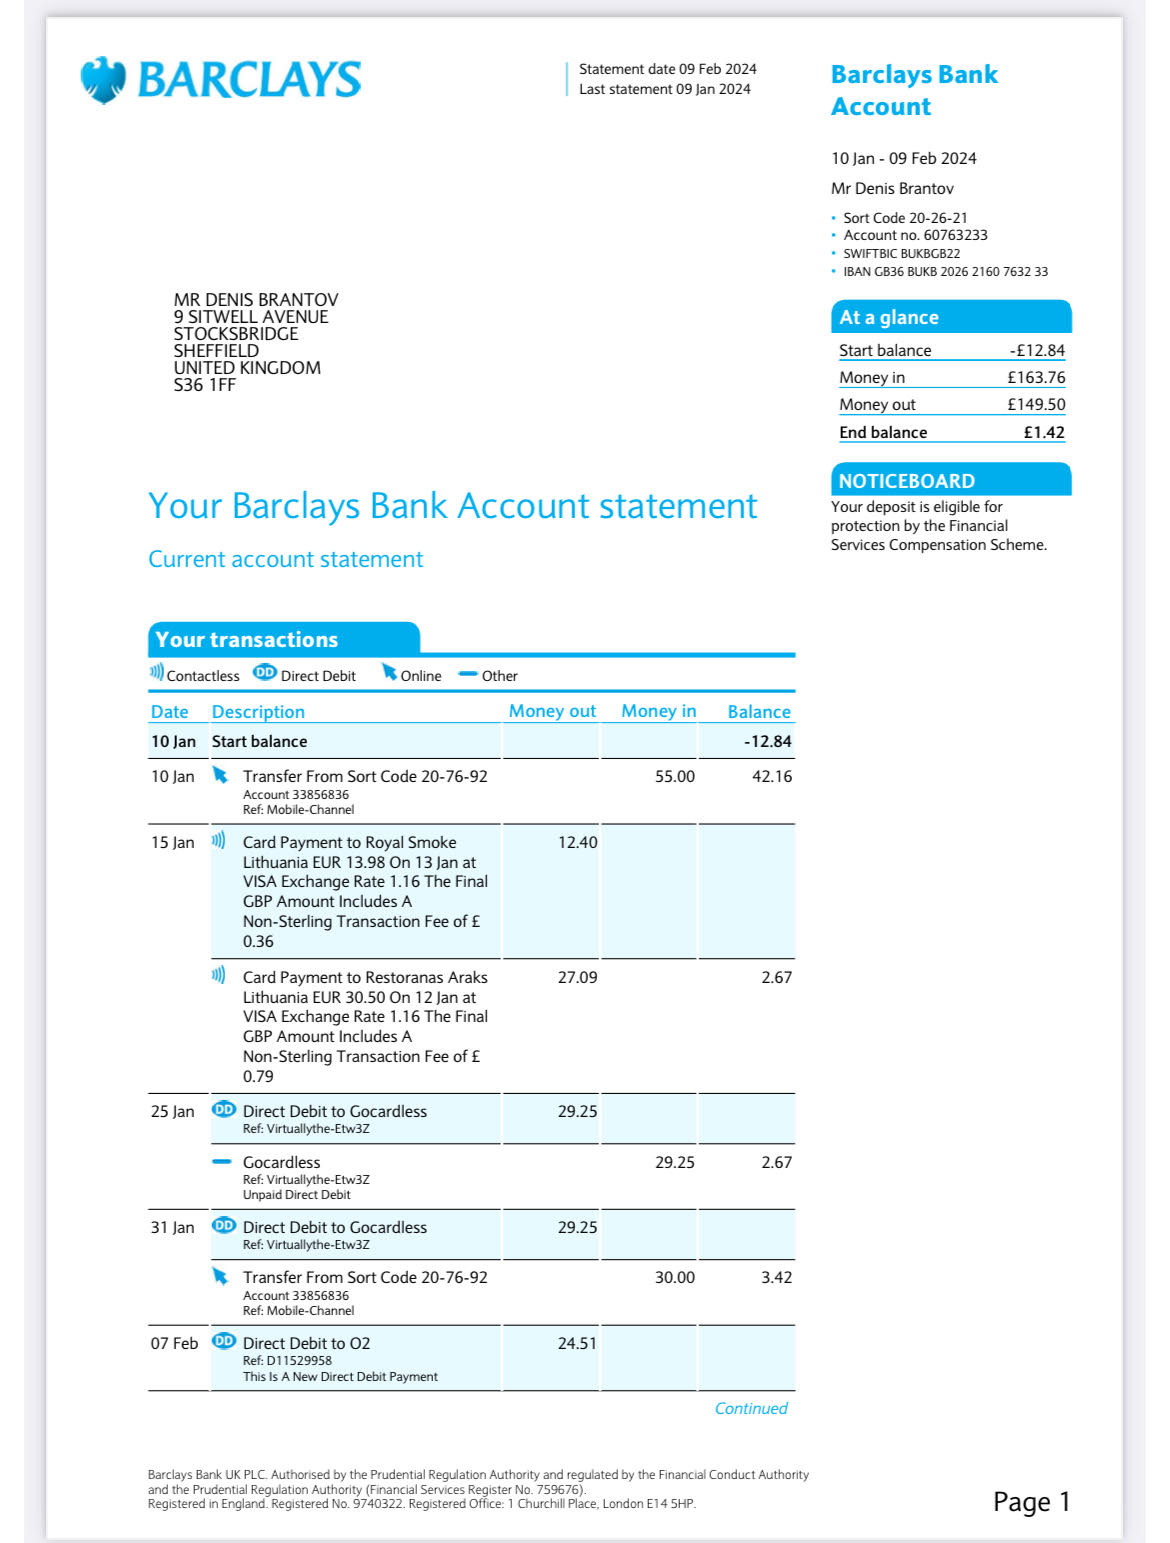 BARCLAYS
Statement date 09 Feb 2024
Last statement 09 Jan 2024
Barclays Bank
Account
10 Jan - 09 Feb 2024
Mr Denis Brantov
• Sort Code 20-26-21
• Account no. 60763233
• SWIFTBIC BUKBGB22
• IBAN GB36 BUKB 2026 2160 7632 33
MR DENIS BRANTOV
9 SITWELL AVENUE
STOCKSBRIDGE
SHEFFIELD
UNITED KINGDOM
S36 1FF
At a glance
Start balance -£12.84
Money in £163.76
Money out £149.50
End balance £1.42
NOTICEBOARD
Your deposit is eligible for
protection by the Financial
Services Compensation Scheme.
Your Barclays Bank Account statement
Current account statement
Your transactions
Contactless DD Direct Debit Online Other
Date Description Money out Money in Balance
10 Jan Start balance -12.84
10 Jan Transfer From Sort Code 20-76-92 55.00 42.16
Account 33856836
Ref: Mobile-Channel
15 Jan Card Payment to Royal Smoke 12.40
Lithuania EUR 13.98 On 13 Jan at
VISA Exchange Rate 1.16 The Final
GBP Amount Includes A
Non-Sterling Transaction Fee of £
0.36
Card Payment to Restoranas Araks 27.09 2.67
Lithuania EUR 30.50 On 12 Jan at
VISA Exchange Rate 1.16 The Final
GBP Amount Includes A
Non-Sterling Transaction Fee of £
0.79
25 Jan DD Direct Debit to Gocardless 29.25
Ref: Virtuallythe-Etw3Z
Gocardless 29.25 2.67
Ref: Virtuallythe-Etw3Z
Unpaid Direct Debit
31 Jan DD Direct Debit to Gocardless 29.25
Ref: Virtuallythe-Etw3Z
Transfer From Sort Code 20-76-92 30.00 3.42
Account 33856836
Ref: Mobile-Channel
07 Feb DD Direct Debit to O2 24.51
Ref: D11529958
This Is A New Direct Debit Payment
Continued
Barclays Bank UK PLC. Authorised by the Prudential Regulation Authority and regulated by the Financial Conduct Authority
and the Prudential Regulation Authority (Financial Services Register No. 759676).
Registered in England. Registered No. 9740322. Registered Office: 1 Churchill Place, London E14 5HP.
Page 1